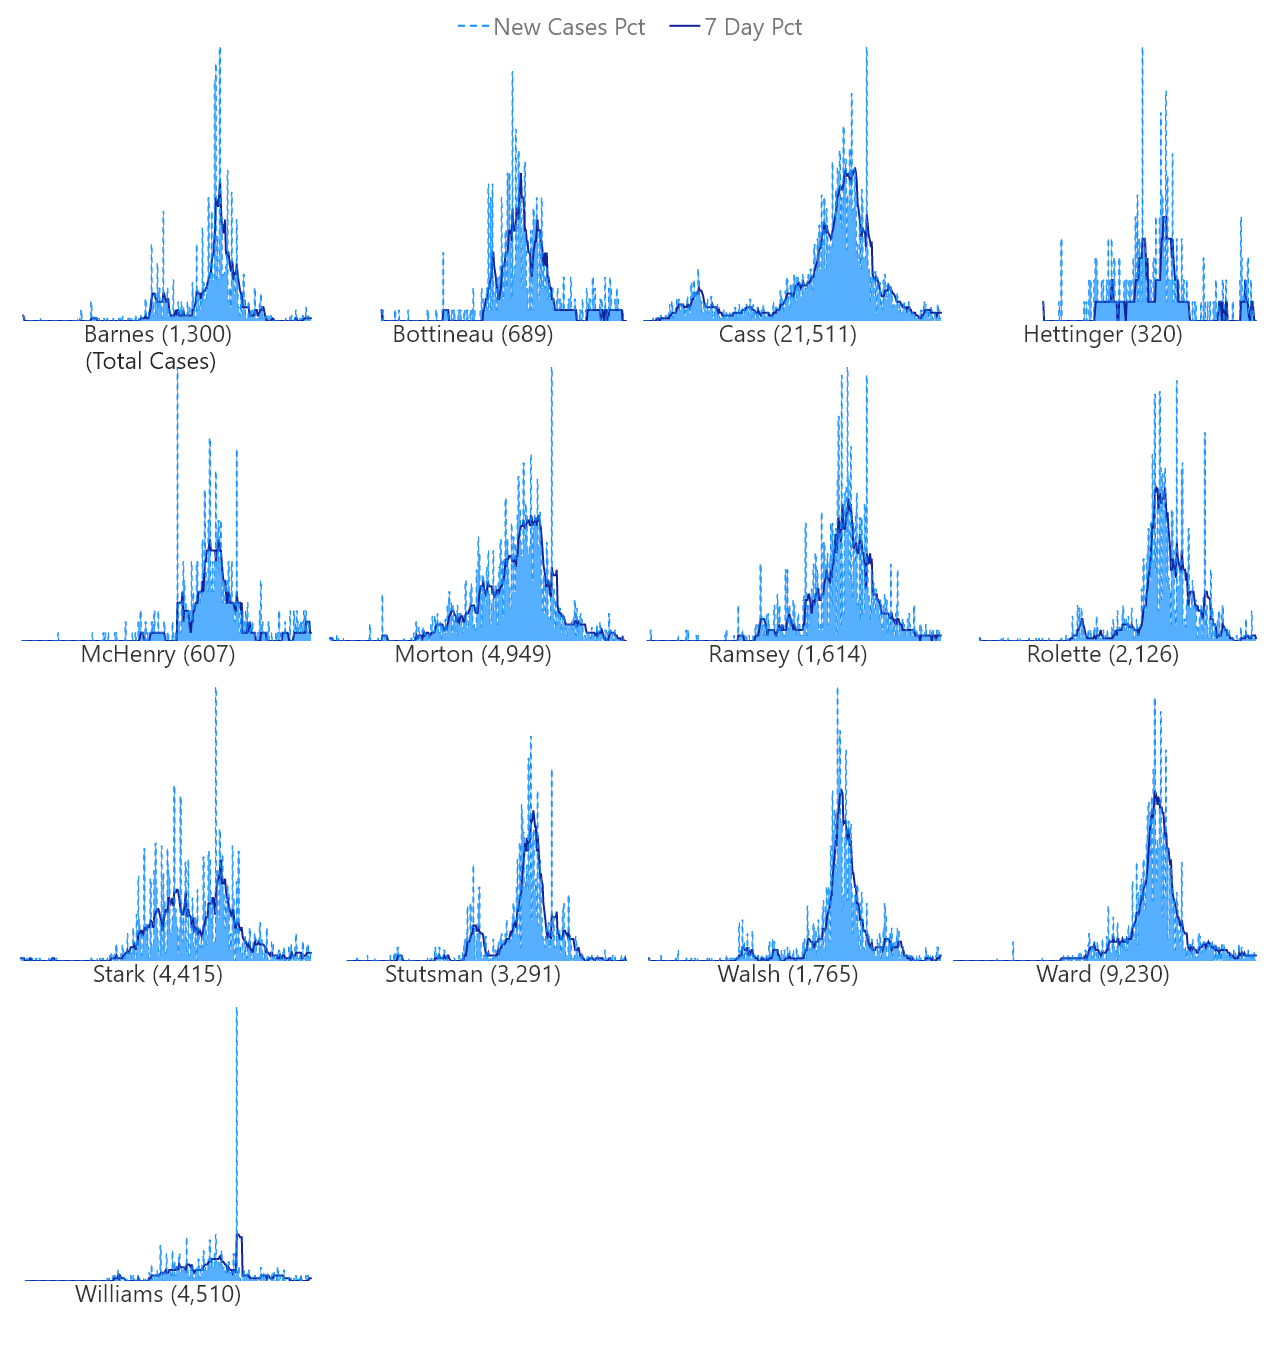 New Cases Pct 7 Day Pct
Barnes (1,300)
(Total Cases)
Bottineau (689)
Cass (21,511)
Hettinger (320)
McHenry (607)
Morton (4,949)
Ramsey (1,614)
Rolette (2,126)
Stark (4,415)
Stutsman (3,291)
Walsh (1,765)
Ward (9,230)
Williams (4,510)